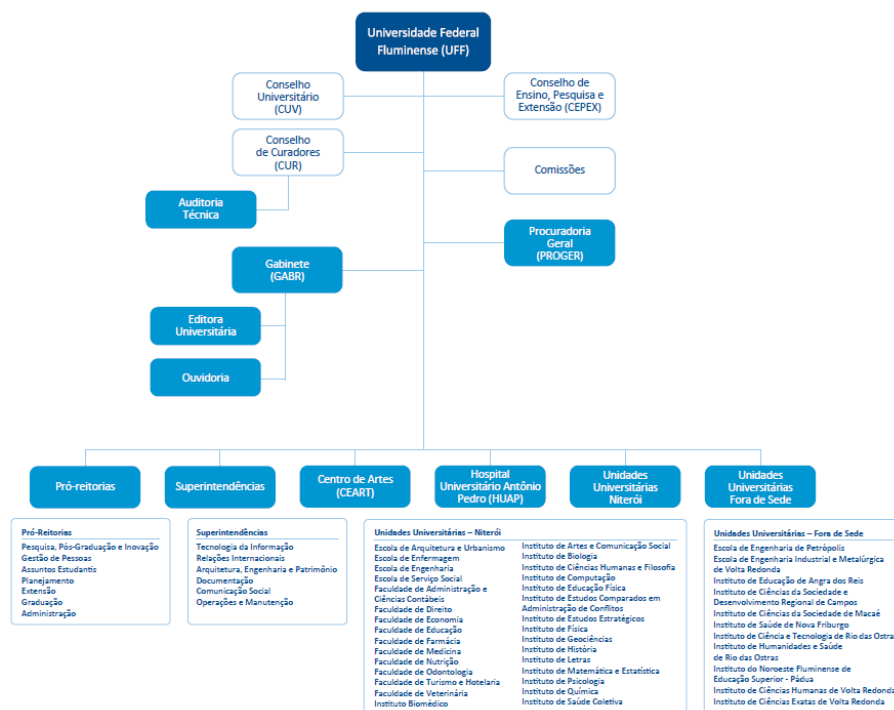 Universidade Federal
Fluminense (UFF)
Conselho
Universitário
(CUV)
Conselho de
Ensino, Pesquisa e
Extensão (CEPEX)
Conselho
de Curadores
(CUR)
Comissões
Auditoria
Técnica
Procuradoria
Geral
(PROGER)
Gabinete
(GABR)
Editora
Universitária
Ouvidoria
Pró-reitorias
Superintendências
Centro de Artes
(CEART)
Hospital
Universitário Antônio
Pedro (HUAP)
Unidades
Universitárias
Niterói
Unidades
Universitárias
Fora de Sede
Pró-Reitorias
Pesquisa, Pós-Graduação e Inovação
Gestão de Pessoas
Assuntos Estudantis
Planejamento
Extensão
Graduação
Administração
Superintendências
Tecnologia da Informação
Relações Internacionais
Arquitetura, Engenharia e Patrimônio
Documentação
Comunicação Social
Operações e Manutenção
Unidades Universitárias – Niterói
Escola de Arquitetura e Urbanismo
Escola de Enfermagem
Escola de Engenharia
Escola de Serviço Social
Faculdade de Administração e
Ciências Contábeis
Faculdade de Direito
Faculdade de Economia
Faculdade de Educação
Faculdade de Farmácia
Faculdade de Medicina
Faculdade de Nutrição
Faculdade de Odontologia
Faculdade de Turismo e Hotelaria
Faculdade de Veterinária
Instituto Biomédico
Instituto de Artes e Comunicação Social
Instituto de Biologia
Instituto de Ciências Humanas e Filosofia
Instituto de Computação
Instituto de Educação Física
Instituto de Estudos Comparados em
Administração de Conflitos
Instituto de Estudos Estratégicos
Instituto de Física
Instituto de Geociências
Instituto de História
Instituto de Letras
Instituto de Matemática e Estatística
Instituto de Psicologia
Instituto de Química
Instituto de Saúde Coletiva
Unidades Universitárias – Fora de Sede
Escola de Engenharia de Petrópolis
Escola de Engenharia Industrial e Metalúrgica
de Volta Redonda
Instituto de Educação de Angra dos Reis
Instituto de Ciências da Sociedade e
Desenvolvimento Regional de Campos
Instituto de Ciências da Sociedade de Macaé
Instituto de Saúde de Nova Friburgo
Instituto de Ciência e Tecnologia de Rio das Ostra
Instituto de Humanidades e Saúde
de Rio das Ostras
Instituto do Noroeste Fluminense de
Educação Superior - Pádua
Instituto de Ciências Humanas de Volta Redonda
Instituto de Ciências Exatas de Volta Redonda